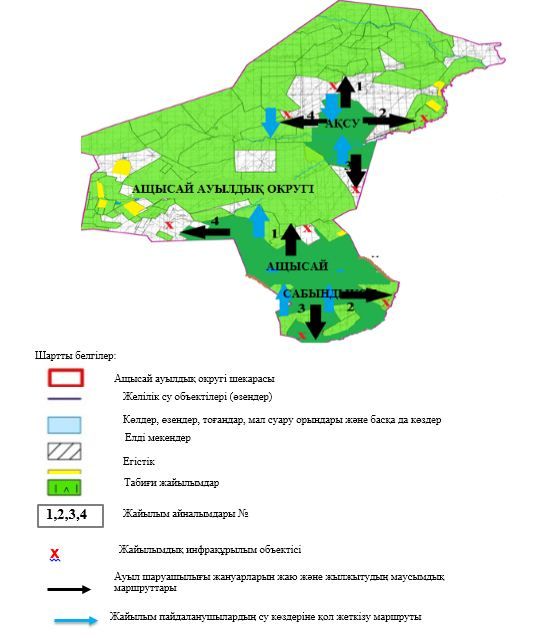 1
4
АҚСУ
2
3
АЩЫСАЙ АУЫЛДЫҚ ОКРУГІ
4
1
АЩЫСАЙ
3
2
Шартты белгілер:
Ащысай ауылдық округі шекарасы
Желілік су объектілері (өзендер)
Көлдер, өзендер, тоғандар, мал суару орындары және басқа да көздер
Елді мекендер
Егістік
Табиғи жайылымдар
1,2,3,4 Жайылым айналымдары №
x Жайылымдық инфрақұрылым объектісі
Ауыл шаруашылығы жануарларын жаю және жылжытудың маусымдық
маршруттары
Жайылым пайдаланушылардың су көздеріне қол жеткізу маршруты